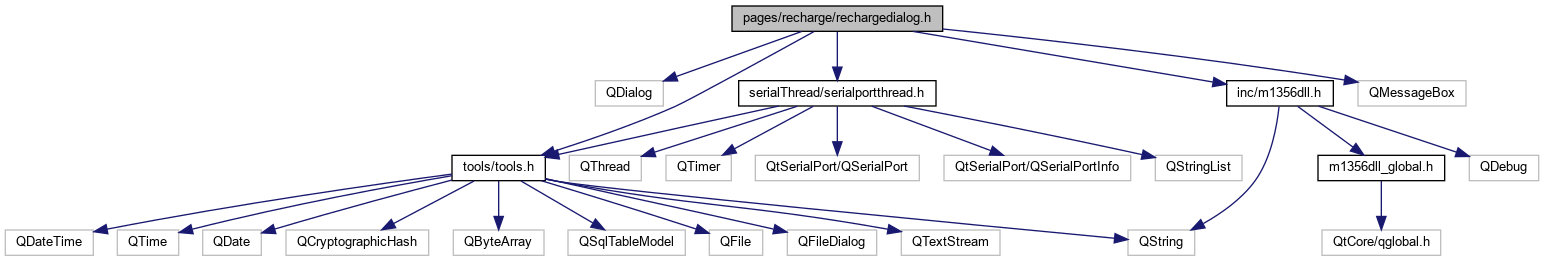 pages/recharge/rechargedialog.h
QDialog
serialThread/serialportthread.h
inc/m1356dll.h
QMessageBox
tools/tools.h
QThread
QTimer
QtSerialPort/QSerialPort
QtSerialPort/QSerialPortInfo
QStringList
m1356dll_global.h
QDebug
QDateTime
QTime
QDate
QCryptographicHash
QByteArray
QSqlTableModel
QFile
QFileDialog
QTextStream
QString
QtCore/qglobal.h